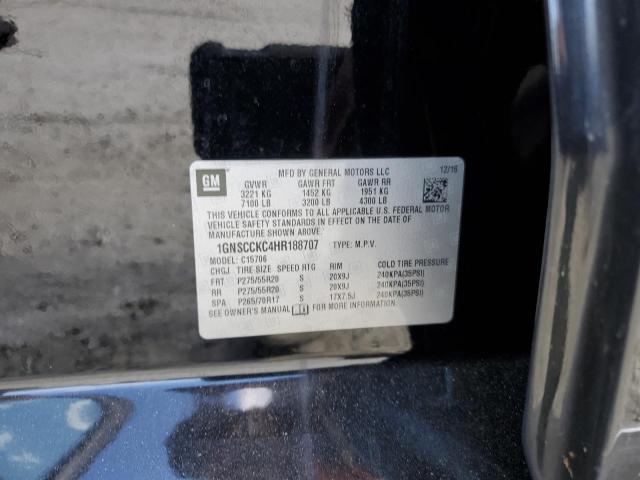 GM
MFD BY GENERAL MOTORS LLC 12/16
GVWR GAWR FRT GAWR RR
3221 KG 1452 KG 1951 KG
7100 LB 3200 LB 4300 LB
THIS VEHICLE CONFORMS TO ALL APPLICABLE U.S. FEDERAL MOTOR
VEHICLE SAFETY STANDARDS IN EFFECT ON THE DATE OF
MANUFACTURE SHOWN ABOVE.
1GNSCCKC4HR188707 TYPE: M.P.V.
MODEL: C15706
CHGJ TIRE SIZE SPEED RTG RIM COLD TIRE PRESSURE
FRT P275/55R20 S 20X9J 240KPA(35PSI)
RR P275/55R20 S 20X9J 240KPA(35PSI)
SPA P265/70R17 S 17X7.5J 240KPA(35PSI)
SEE OWNER'S MANUAL FOR MORE INFORMATION.